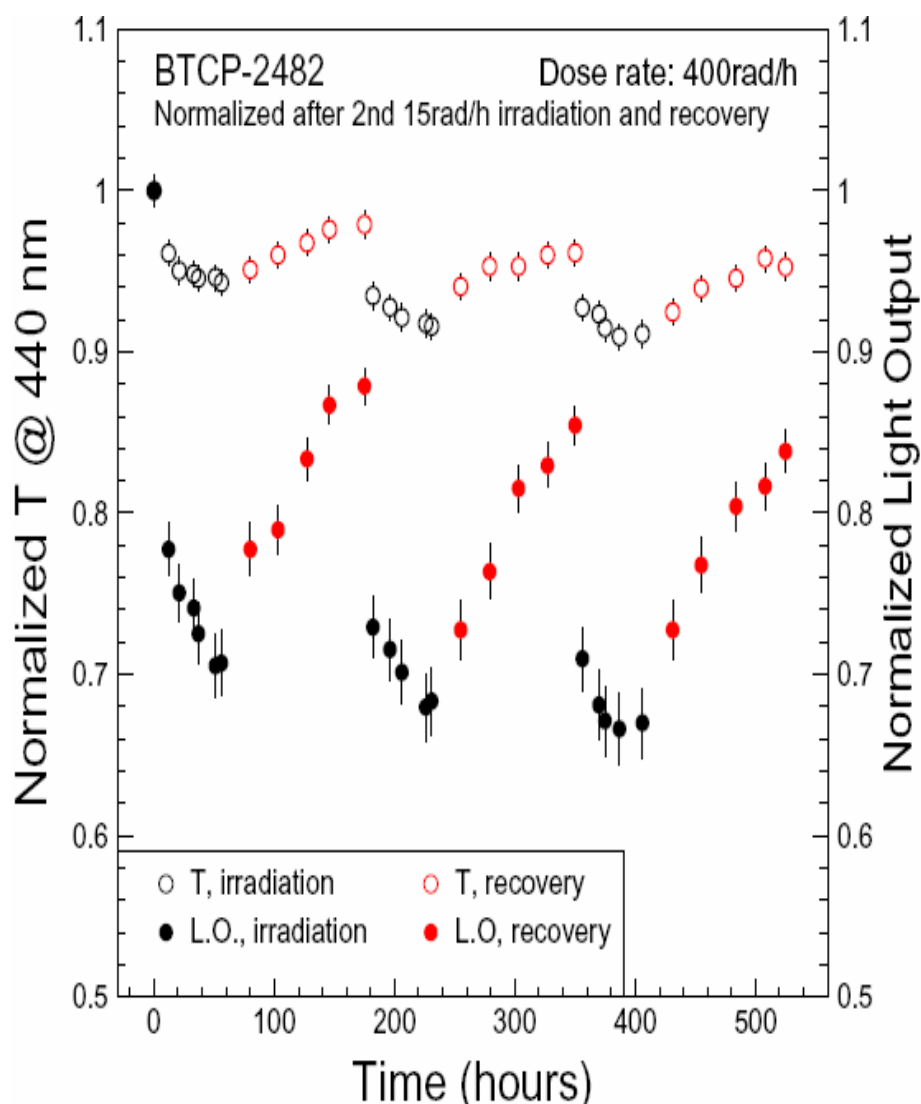 BTCP-2482
Dose rate: 400rad/h
Normalized after 2nd 15rad/h irradiation and recovery
Normalized T @ 440 nm
1.1
1
0.9
0.8
0.7
0.6
0.5
1.1
1
0.9
0.8
0.7
0.6
0.5
Normalized Light Output
T, irradiation
T, recovery
L.O., irradiation
L.O, recovery
0 100 200 300 400 500
Time (hours)